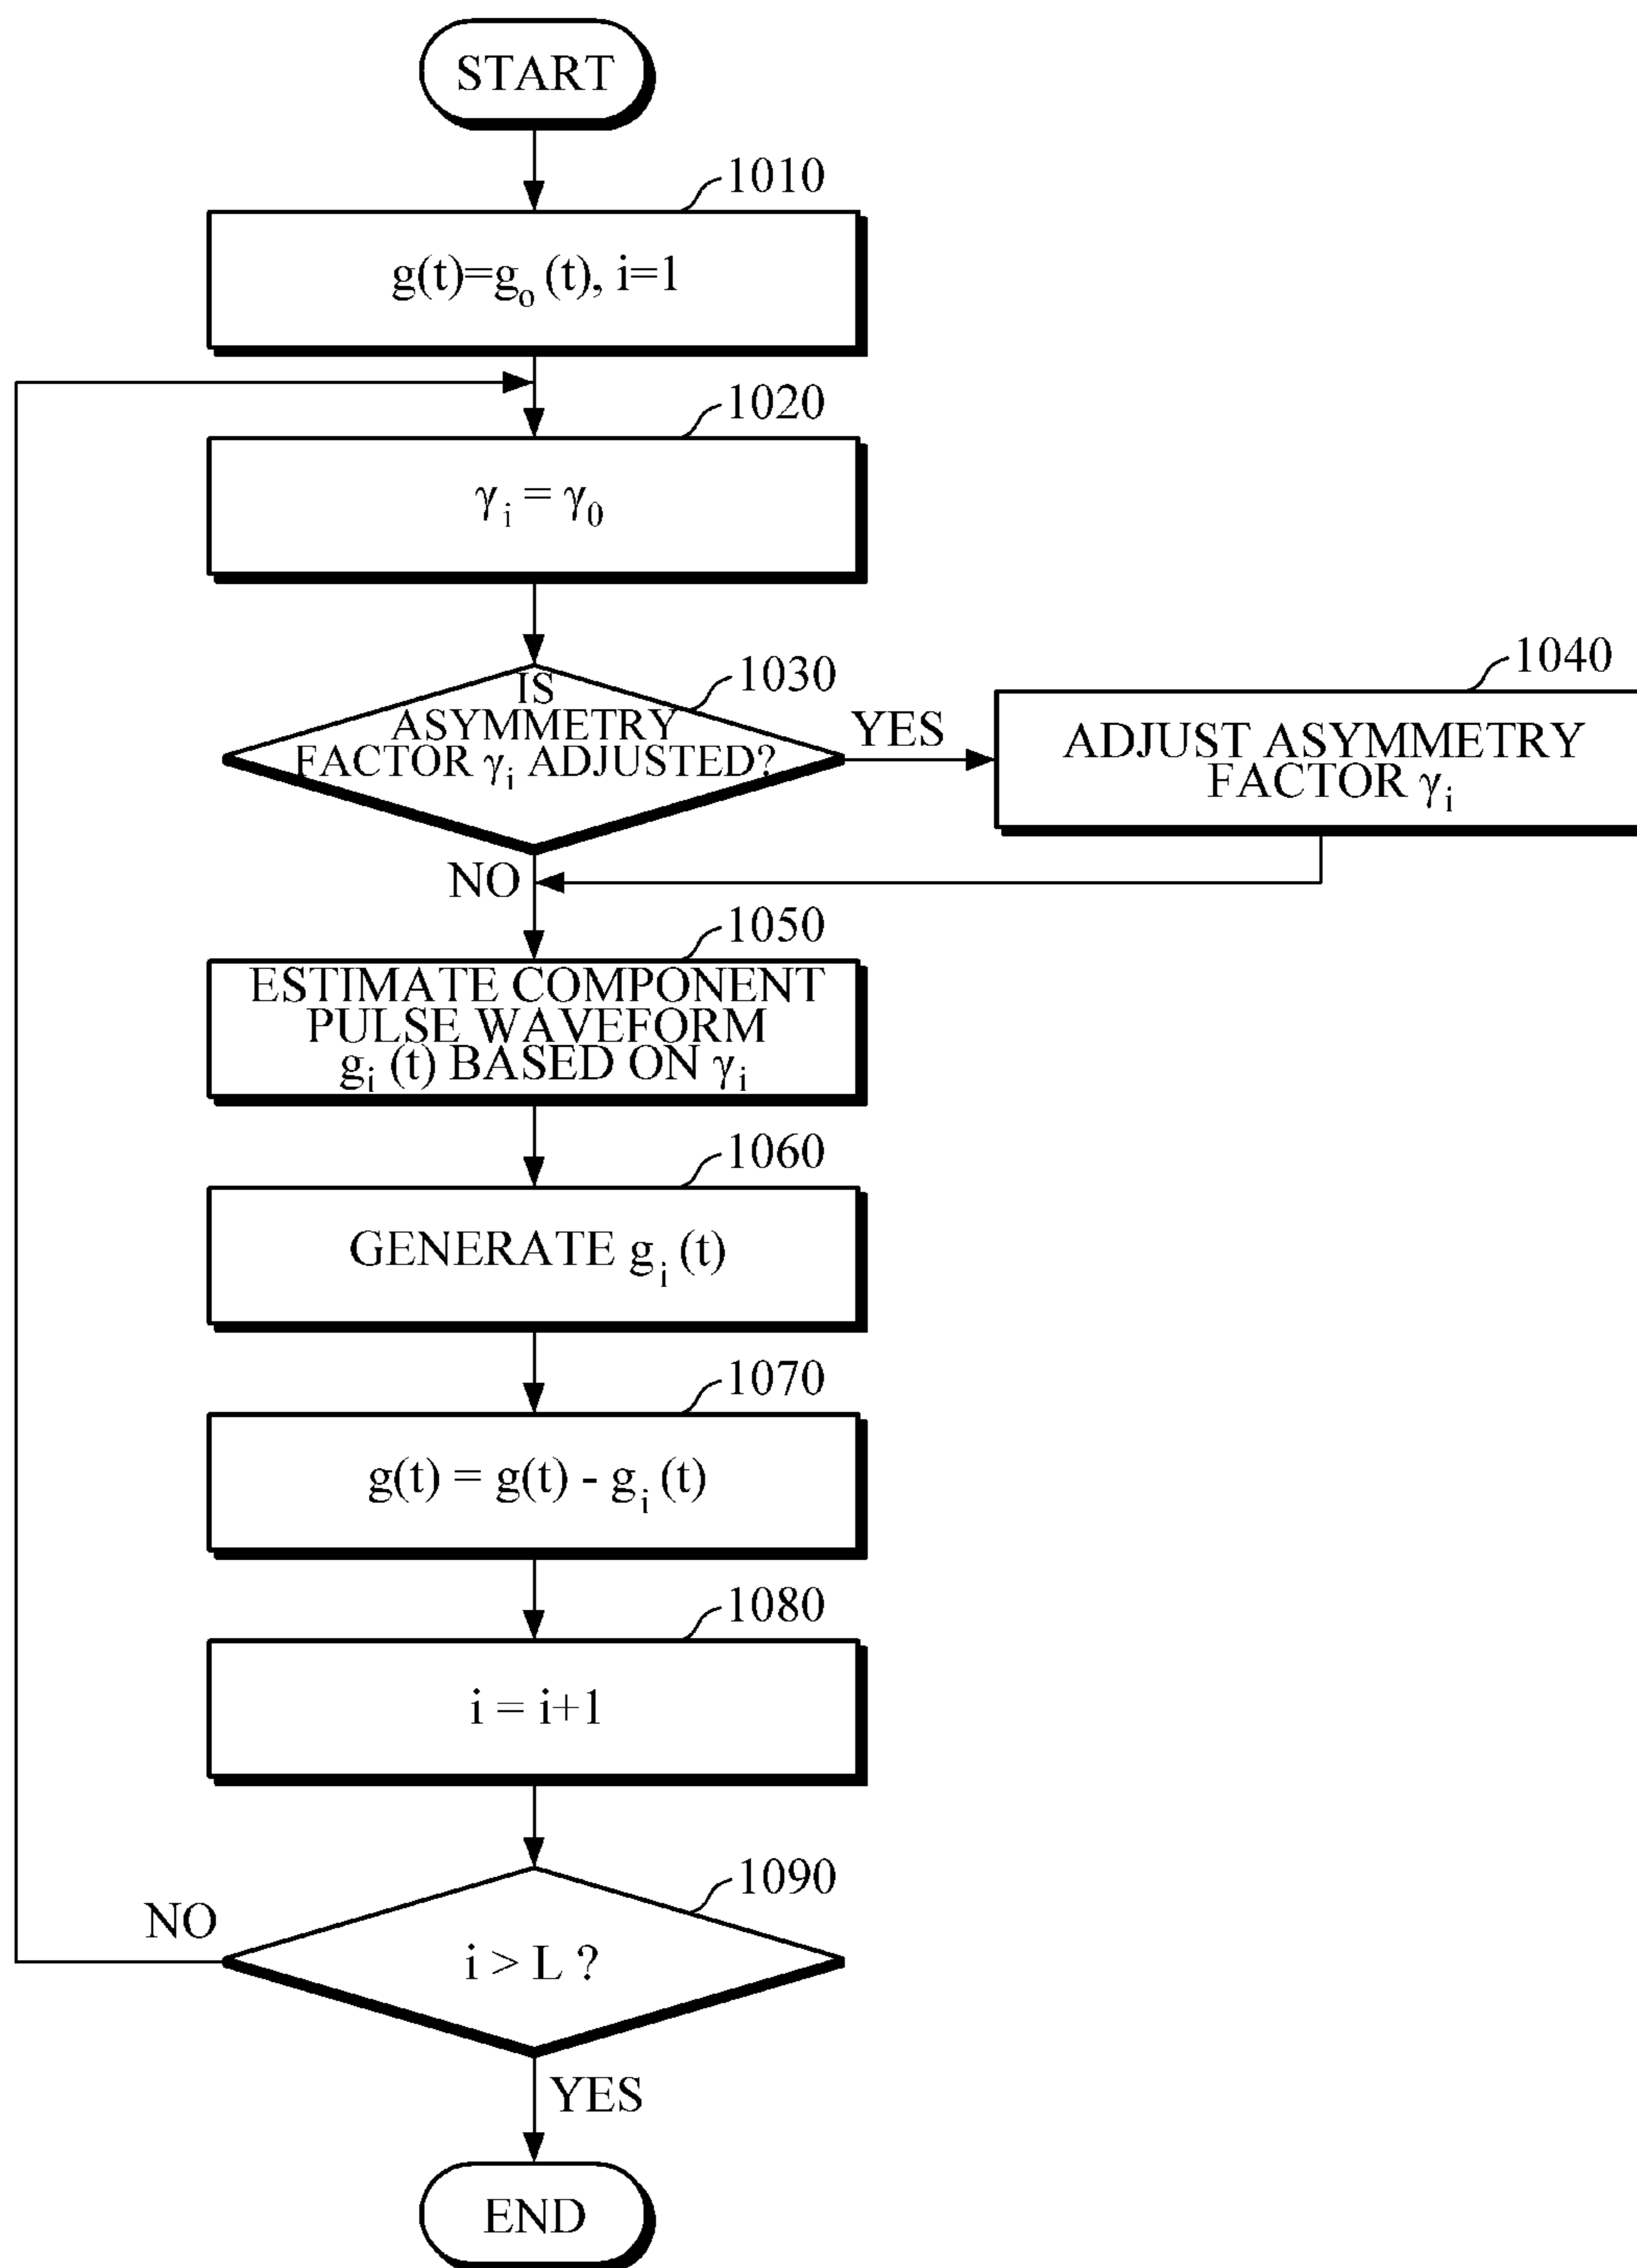 START
1010
g(t)=gₒ (t), i=1
1020
γᵢ = γ₀
1030
IS
ASYMMETRY
FACTOR γᵢ ADJUSTED?
YES
1040
ADJUST ASYMMETRY
FACTOR γᵢ
NO
1050
ESTIMATE COMPONENT
PULSE WAVEFORM
gᵢ (t) BASED ON γᵢ
1060
GENERATE gᵢ (t)
1070
g(t) = g(t) - gᵢ (t)
1080
i = i+1
1090
NO
i > L ?
YES
END